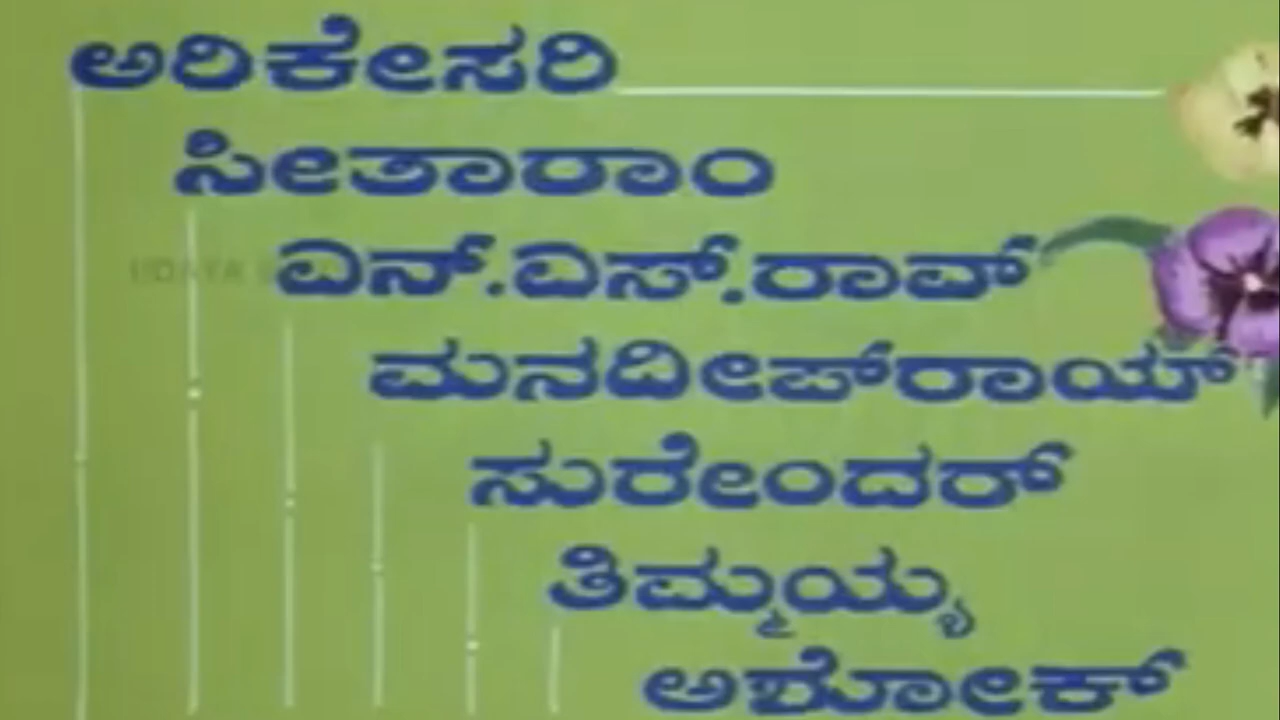 ಅರಿಕೇಸರಿ
ಸೀತಾರಾಂ
ಎನ್.ಎಸ್.ರಾವ್
ಮನದೀಪ್‌ರಾಯ್
ಸುರೇಂದರ್
ತಿಮ್ಮಯ್ಯ
ಅಶೋಕ್